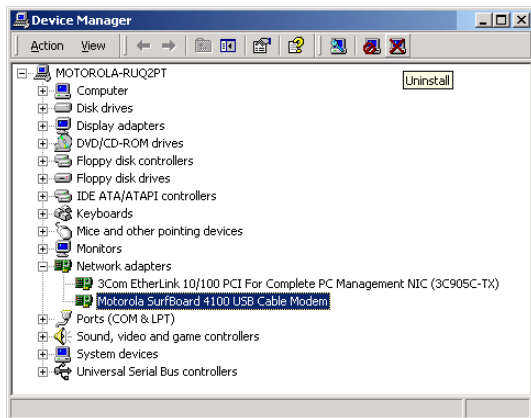 Device Manager
Action View
Uninstall
MOTOROLA-RUQ2PT
Computer
Disk drives
Display adapters
DVD/CD-ROM drives
Floppy disk controllers
Floppy disk drives
IDE ATA/ATAPI controllers
Keyboards
Mice and other pointing devices
Monitors
Network adapters
3Com EtherLink 10/100 PCI For Complete PC Management NIC (3C905C-TX)
Motorola SurfBoard 4100 USB Cable Modem
Ports (COM & LPT)
Sound, video and game controllers
System devices
Universal Serial Bus controllers